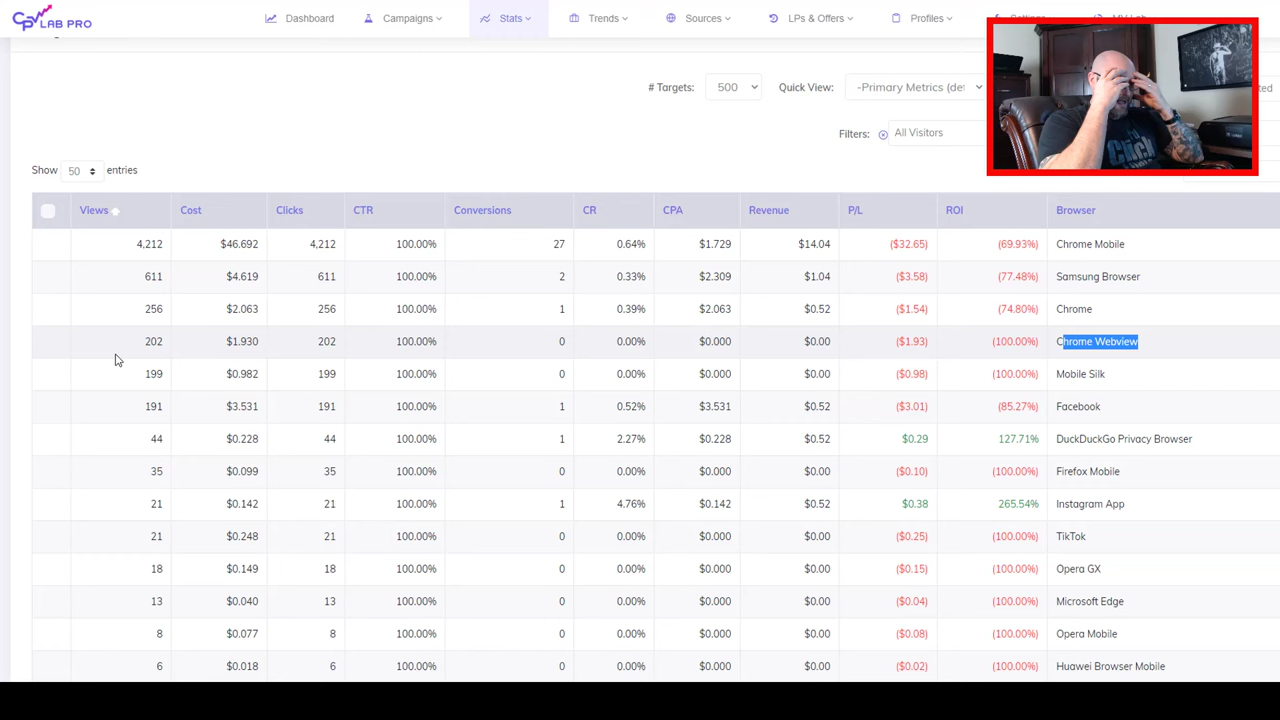 CPV LAB PRO
Dashboard
Campaigns
Stats
Trends
Sources
LPs & Offers
Profiles
# Targets: 500 Quick View: -Primary Metrics (def
Filters: All Visitors
Show 50 entries
Views Cost Clicks CTR Conversions CR CPA Revenue P/L ROI Browser
4,212 $46.692 4,212 100.00% 27 0.64% $1.729 $14.04 ($32.65) (69.93%) Chrome Mobile
611 $4.619 611 100.00% 2 0.33% $2.309 $1.04 ($3.58) (77.48%) Samsung Browser
256 $2.063 256 100.00% 1 0.39% $2.063 $0.52 ($1.54) (74.80%) Chrome
202 $1.930 202 100.00% 0 0.00% $0.000 $0.00 ($1.93) (100.00%) Chrome Webview
199 $0.982 199 100.00% 0 0.00% $0.000 $0.00 ($0.98) (100.00%) Mobile Silk
191 $3.531 191 100.00% 1 0.52% $3.531 $0.52 ($3.01) (85.27%) Facebook
44 $0.228 44 100.00% 1 2.27% $0.228 $0.52 $0.29 127.71% DuckDuckGo Privacy Browser
35 $0.099 35 100.00% 0 0.00% $0.000 $0.00 ($0.10) (100.00%) Firefox Mobile
21 $0.142 21 100.00% 1 4.76% $0.142 $0.52 $0.38 265.54% Instagram App
21 $0.248 21 100.00% 0 0.00% $0.000 $0.00 ($0.25) (100.00%) TikTok
18 $0.149 18 100.00% 0 0.00% $0.000 $0.00 ($0.15) (100.00%) Opera GX
13 $0.040 13 100.00% 0 0.00% $0.000 $0.00 ($0.04) (100.00%) Microsoft Edge
8 $0.077 8 100.00% 0 0.00% $0.000 $0.00 ($0.08) (100.00%) Opera Mobile
6 $0.018 6 100.00% 0 0.00% $0.000 $0.00 ($0.02) (100.00%) Huawei Browser Mobile